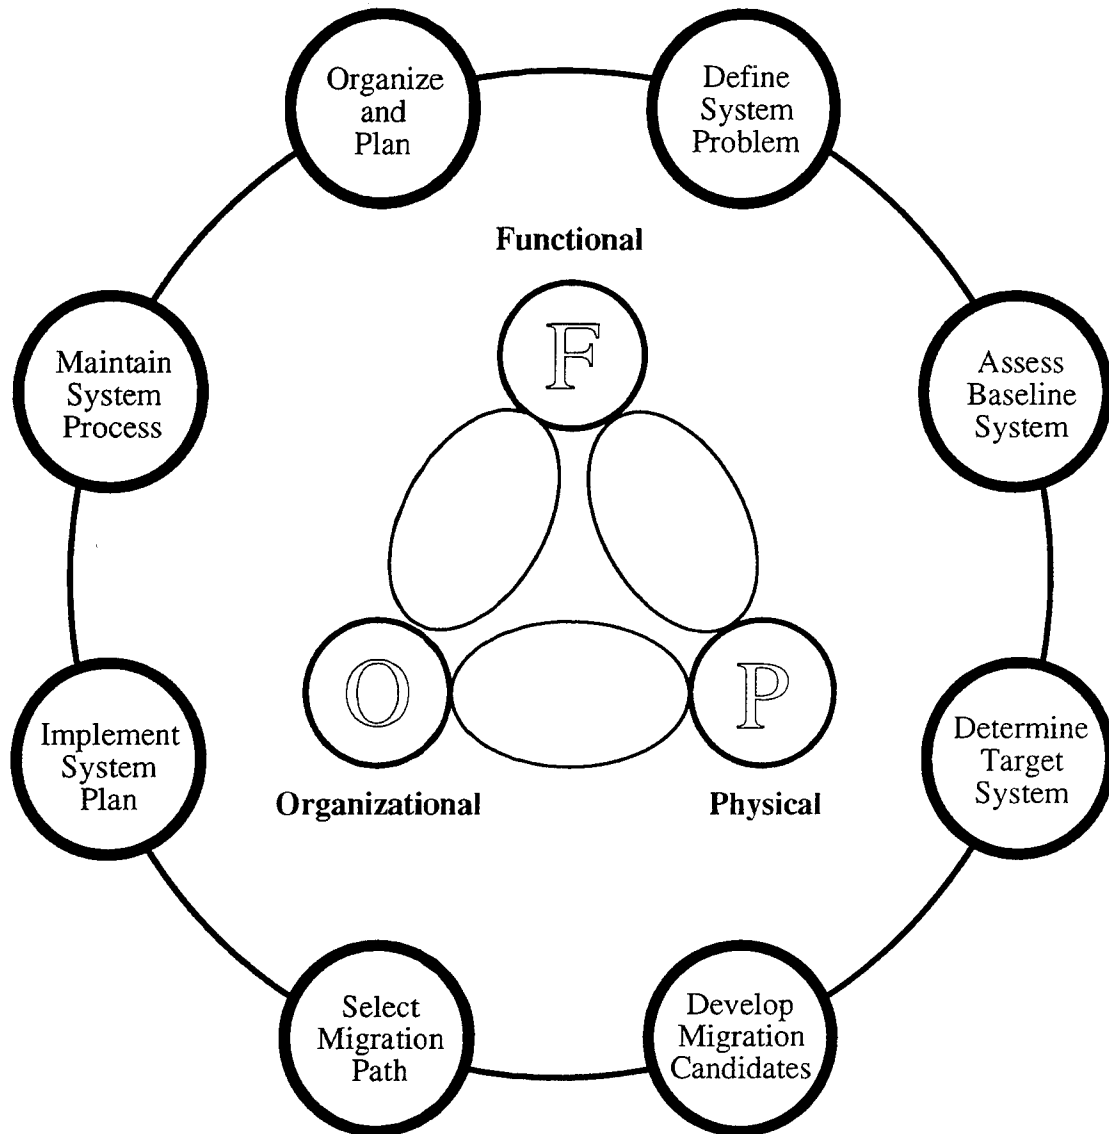 Organize
and
Plan
Define
System
Problem
Functional
F
Maintain
System
Process
Assess
Baseline
System
O
P
Implement
System
Plan
Determine
Target
System
Organizational
Physical
Select
Migration
Path
Develop
Migration
Candidates